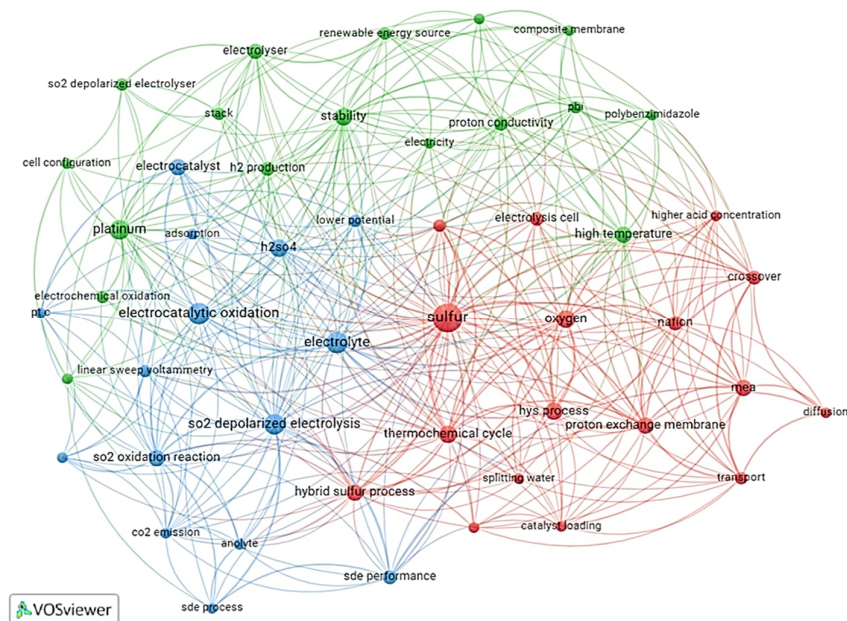 renewable energy source
composite membrane
electrolyser
so2 depolarized electrolyser
stack
stability
pbi
polybenzimidazole
proton conductivity
electricity
cell configuration
electrocatalyst
h2 production
lower potential
electrolysis cell
higher acid concentration
platinum
adsorption
h2so4
high temperature
crossover
electrochemical oxidation
pt c
electrocatalytic oxidation
sulfur
oxygen
nafion
electrolyte
linear sweep voltammetry
mea
diffusion
so2 depolarized electrolysis
hys process
proton exchange membrane
thermochemical cycle
so2 oxidation reaction
splitting water
transport
hybrid sulfur process
catalyst loading
co2 emission
anolyte
sde performance
sde process
VOSviewer